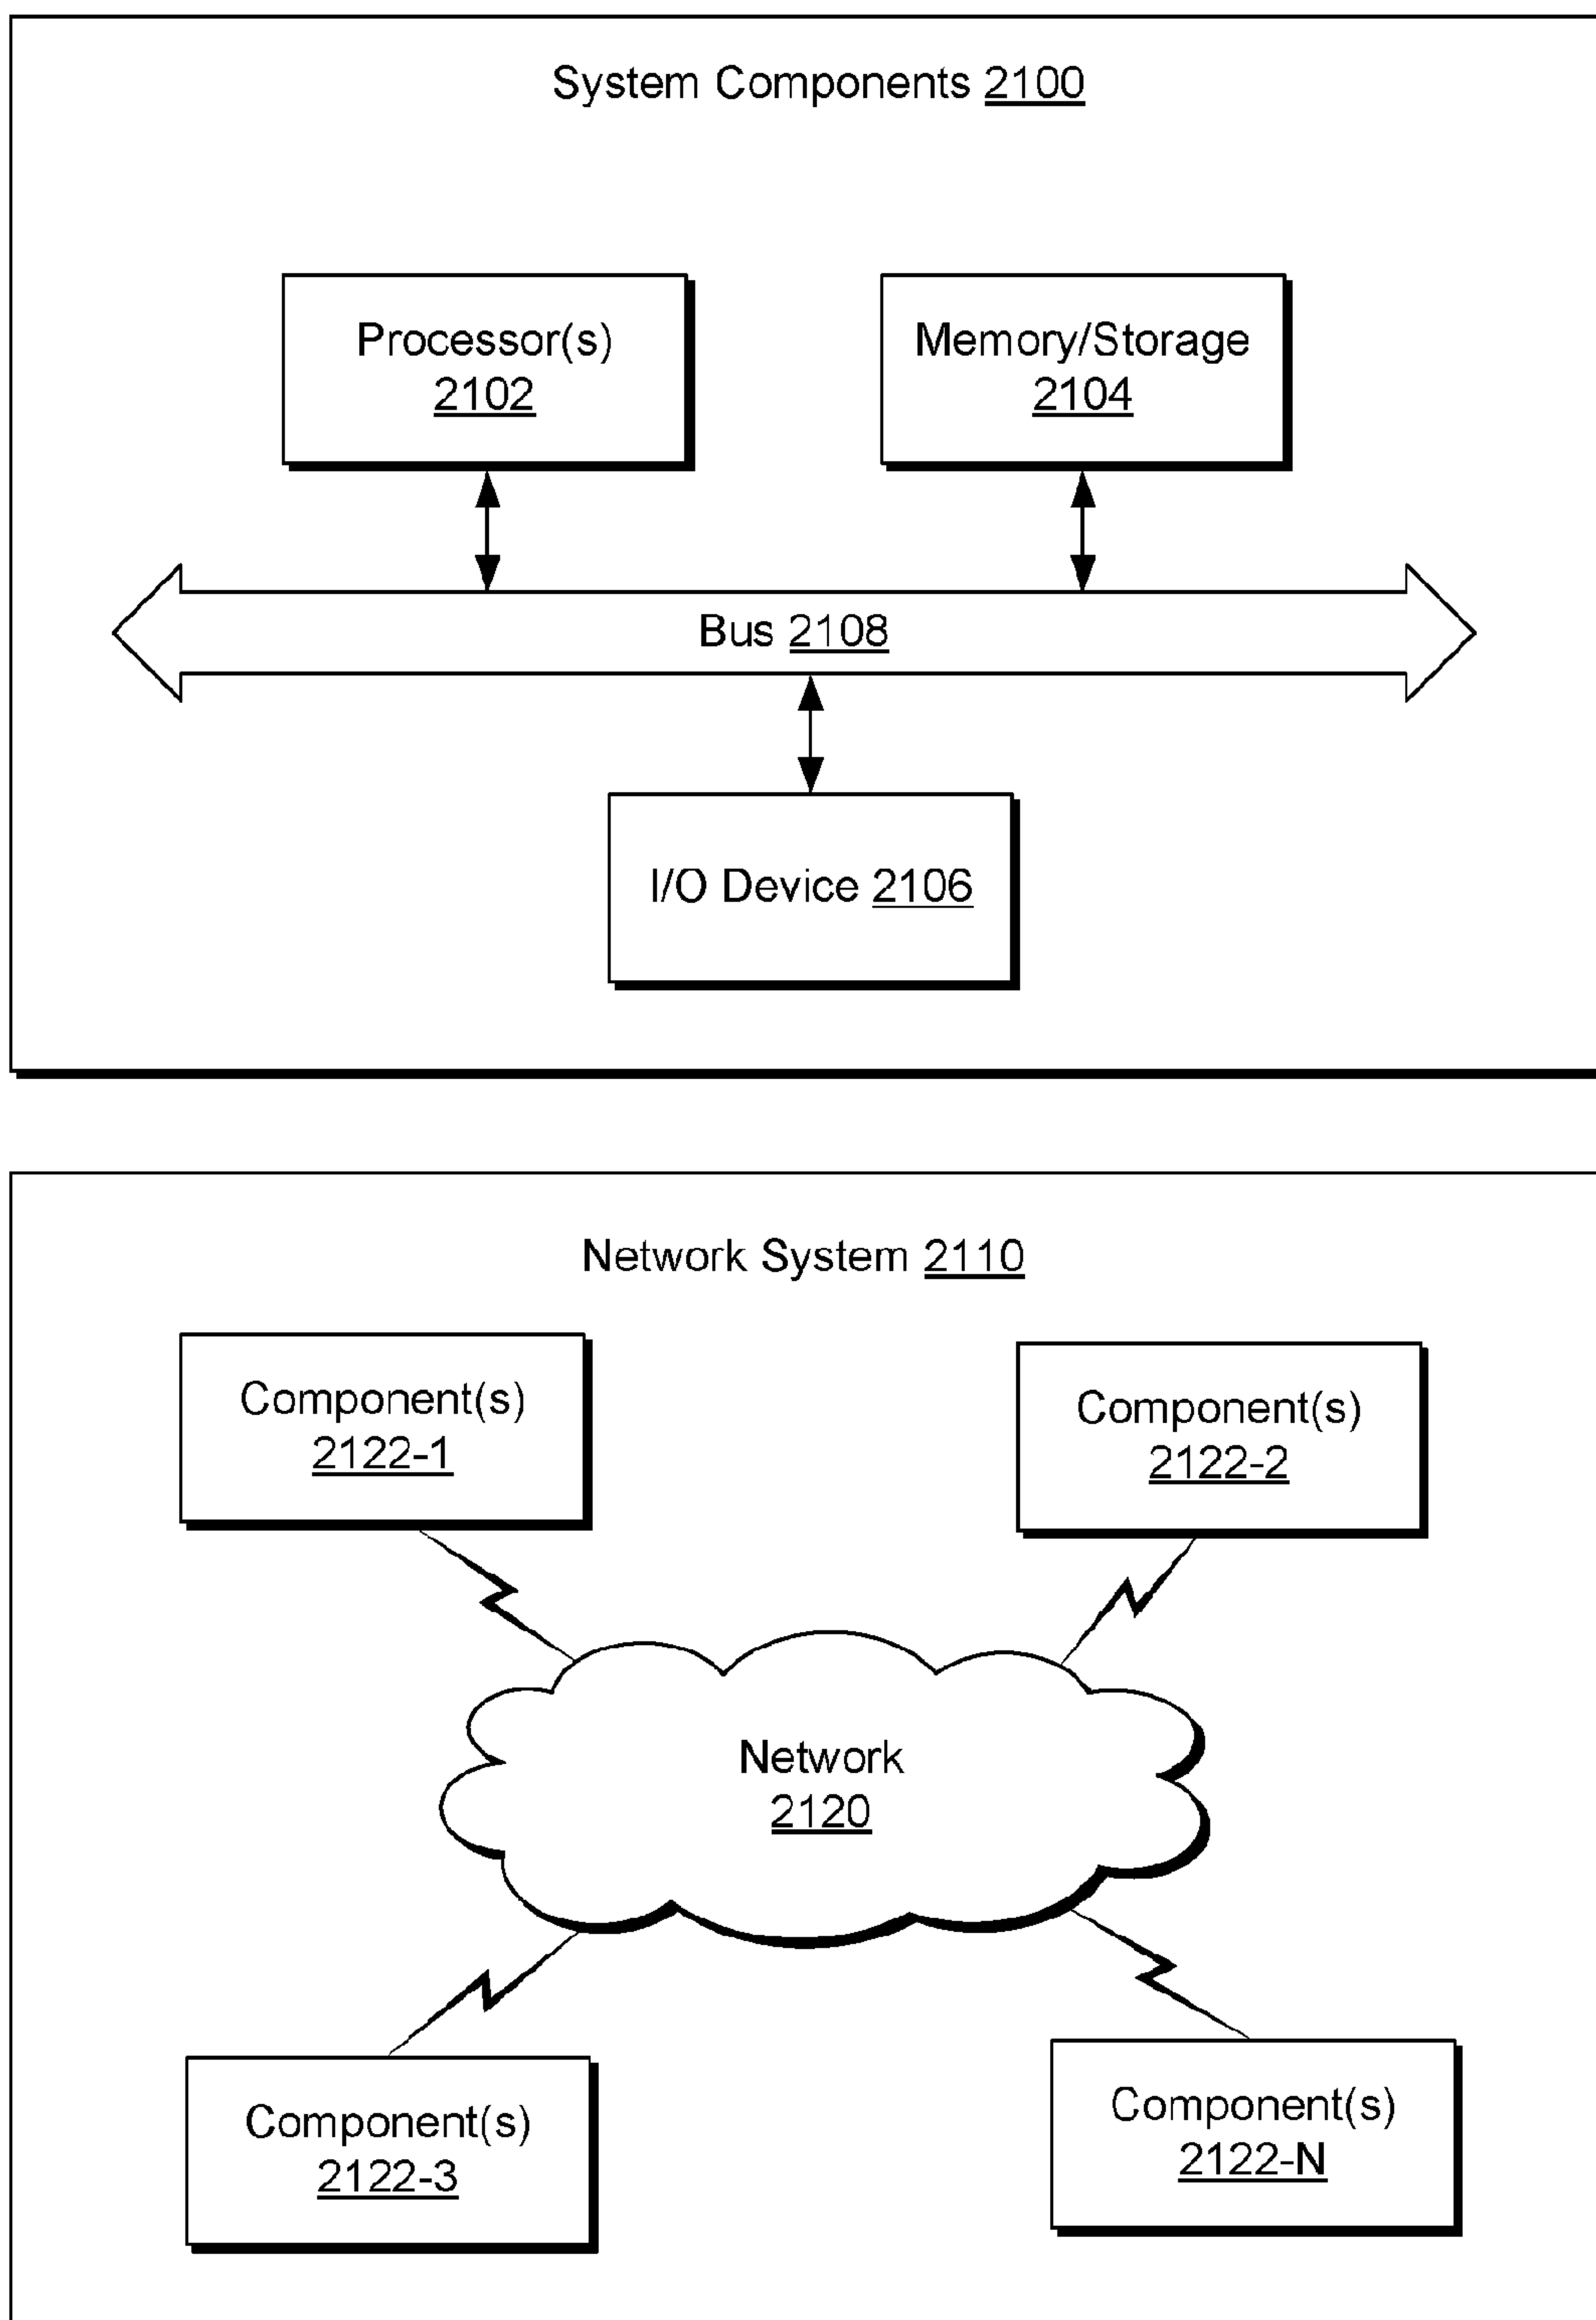 System Components 2100
Processor(s)
2102
Memory/Storage
2104
Bus 2108
I/O Device 2106
Network System 2110
Component(s)
2122-1
Component(s)
2122-2
Network
2120
Component(s)
2122-3
Component(s)
2122-N